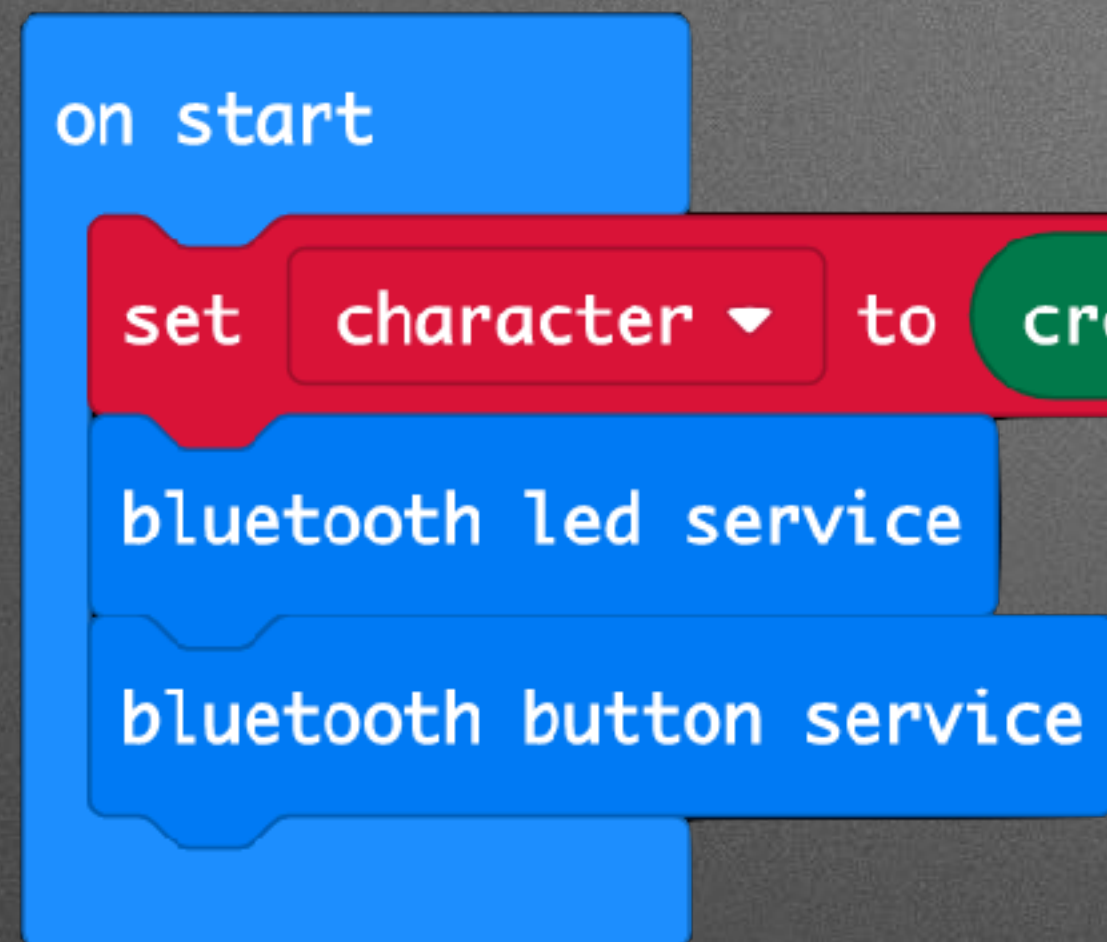 on start
set character to
bluetooth led service
bluetooth button service